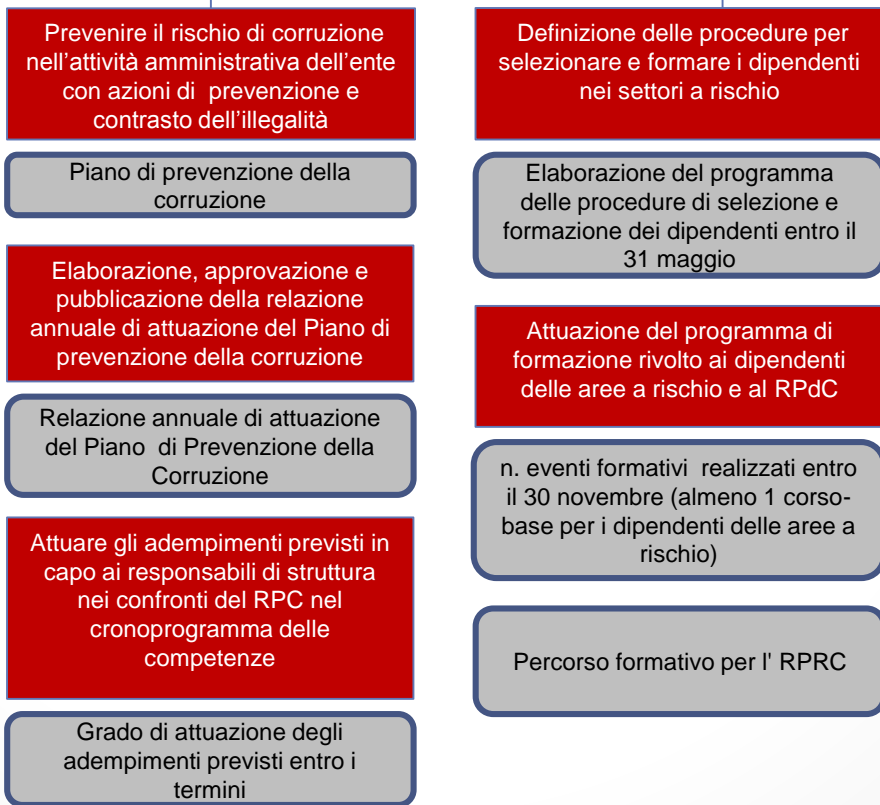 Prevenire il rischio di corruzione
nell'attività amministrativa dell'ente
con azioni di prevenzione e
contrasto dell'illegalità
Piano di prevenzione della
corruzione
Elaborazione, approvazione e
pubblicazione della relazione
annuale di attuazione del Piano di
prevenzione della corruzione
Relazione annuale di attuazione
del Piano di Prevenzione della
Corruzione
Attuare gli adempimenti previsti in
capo ai responsabili di struttura
nei confronti del RPC nel
cronoprogramma delle
competenze
Grado di attuazione degli
adempimenti previsti entro i
termini
Definizione delle procedure per
selezionare e formare i dipendenti
nei settori a rischio
Elaborazione del programma
delle procedure di selezione e
formazione dei dipendenti entro il
31 maggio
Attuazione del programma di
formazione rivolto ai dipendenti
delle aree a rischio e al RPdC
n. eventi formativi realizzati entro
il 30 novembre (almeno 1 corso-
base per i dipendenti delle aree a
rischio)
Percorso formativo per l' RPRC